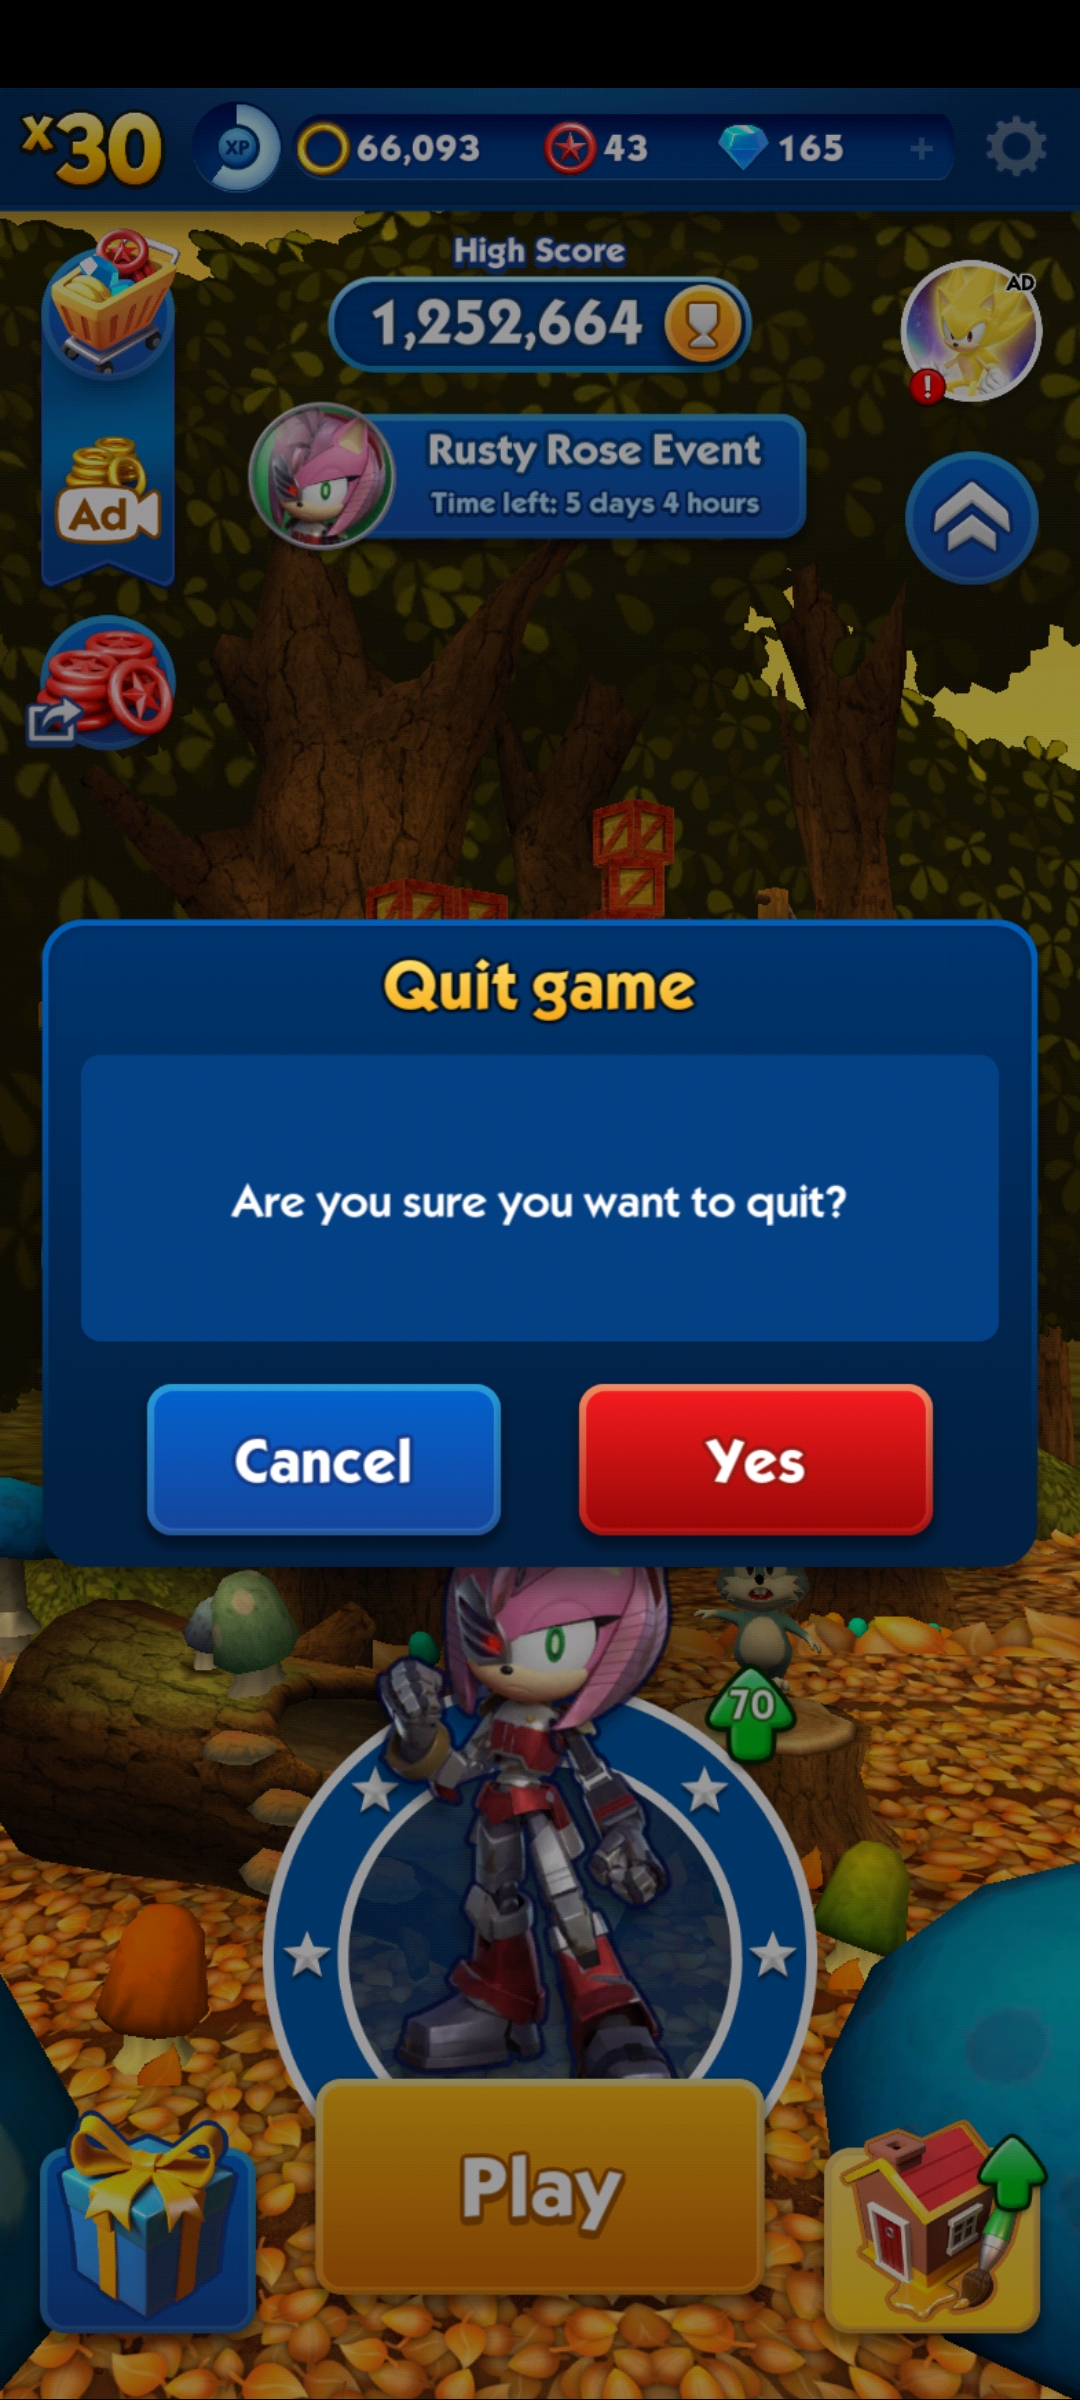 x30
XP
66,093
43
165
+
High Score
1,252,664
AD
!
Rusty Rose Event
Time left: 5 days 4 hours
Ad
Quit game
Are you sure you want to quit?
Cancel
Yes
70
Play